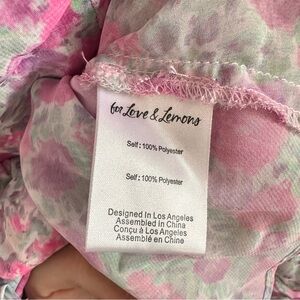 for Love & Lemons
Self: 100% Polyester
Self: 100% Polyester
Designed In Los Angeles
Assembled in China
Conçu à Los Angeles
Assemblé en Chine